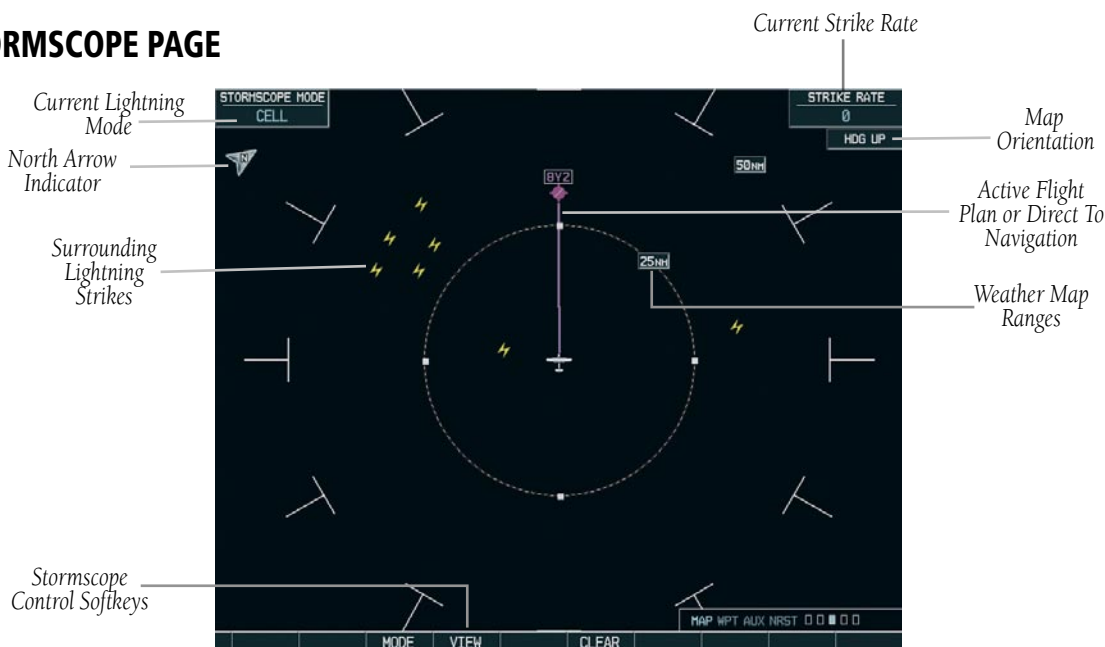 ORMSCOPE PAGE
Current Strike Rate
Current Lightning
Mode
North Arrow
Indicator
Surrounding
Lightning
Strikes
Stormscope
Control Softkeys
STORMSCOPE MODE
CELL
N
STRIKE RATE
0
HDG UP
50NM
8Y2
25NM
Map
Orientation
Active Flight
Plan or Direct To
Navigation
Weather Map
Ranges
MAP WPT AUX NRST
MODE VIEW CLEAR